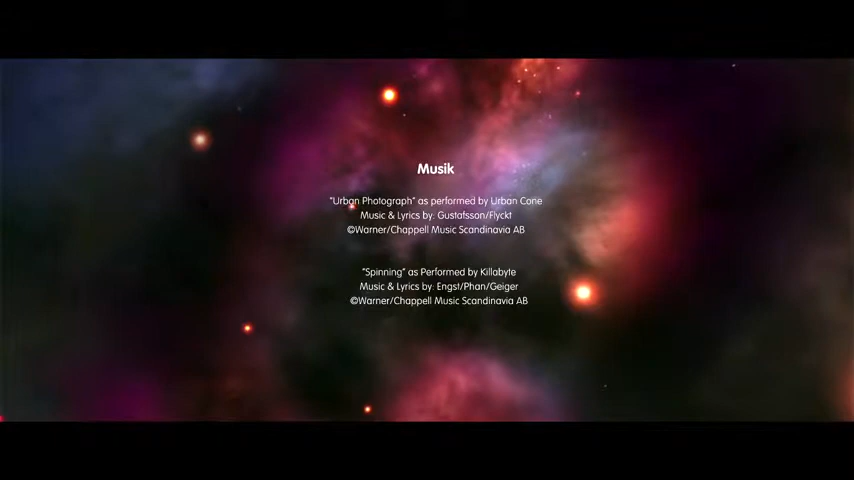 Musik
"Urban Photograph" as performed by Urban Cone
Music & Lyrics by: Gustafsson/Flyckt
©Warner/Chappell Music Scandinavia AB
"Spinning" as Performed by Killabyte
Music & Lyrics by: Engst/Phan/Geiger
©Warner/Chappell Music Scandinavia AB